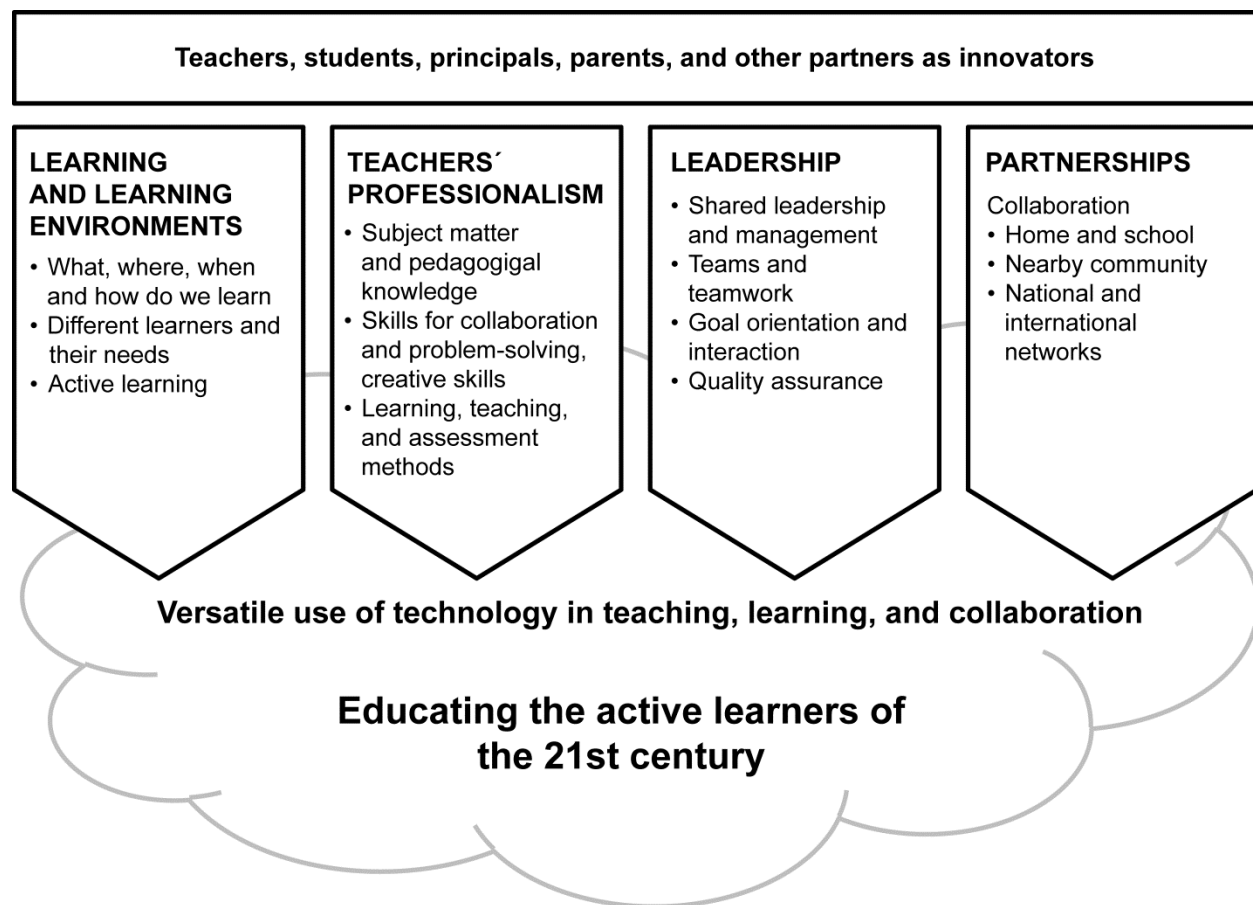 Teachers, students, principals, parents, and other partners as innovators
LEARNING
AND LEARNING
ENVIRONMENTS
• What, where, when
and how do we learn
• Different learners and
their needs
• Active learning
TEACHERS´
PROFESSIONALISM
• Subject matter
and pedagogigal
knowledge
• Skills for collaboration
and problem-solving,
creative skills
• Learning, teaching,
and assessment
methods
LEADERSHIP
• Shared leadership
and management
• Teams and
teamwork
• Goal orientation and
interaction
• Quality assurance
PARTNERSHIPS
Collaboration
• Home and school
• Nearby community
• National and
international
networks
Versatile use of technology in teaching, learning, and collaboration
Educating the active learners of
the 21st century